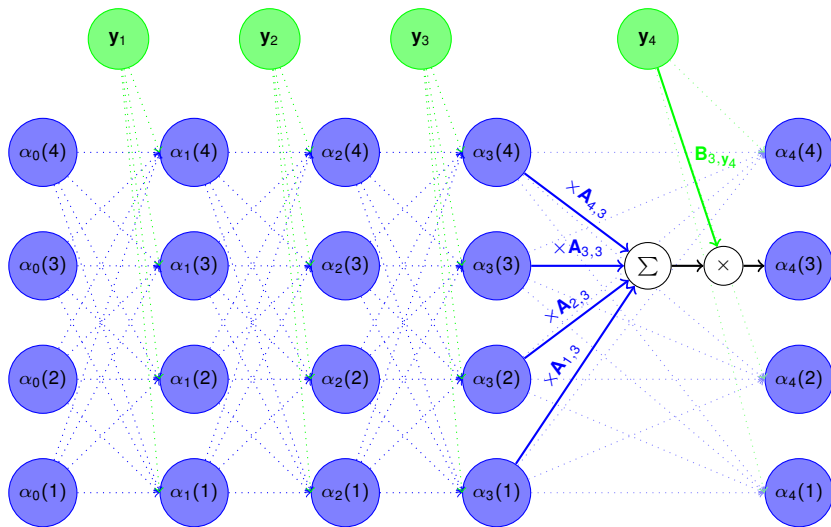 y₁ y₂ y₃ y₄
α₀(4) α₁(4) α₂(4) α₃(4) α₄(4)
B₃,y₄
×A₄,₃
×A₃,₃
α₀(3) α₁(3) α₂(3) α₃(3) Σ × α₄(3)
×A₂,₃
×A₁,₃
α₀(2) α₁(2) α₂(2) α₃(2) α₄(2)
α₀(1) α₁(1) α₂(1) α₃(1) α₄(1)